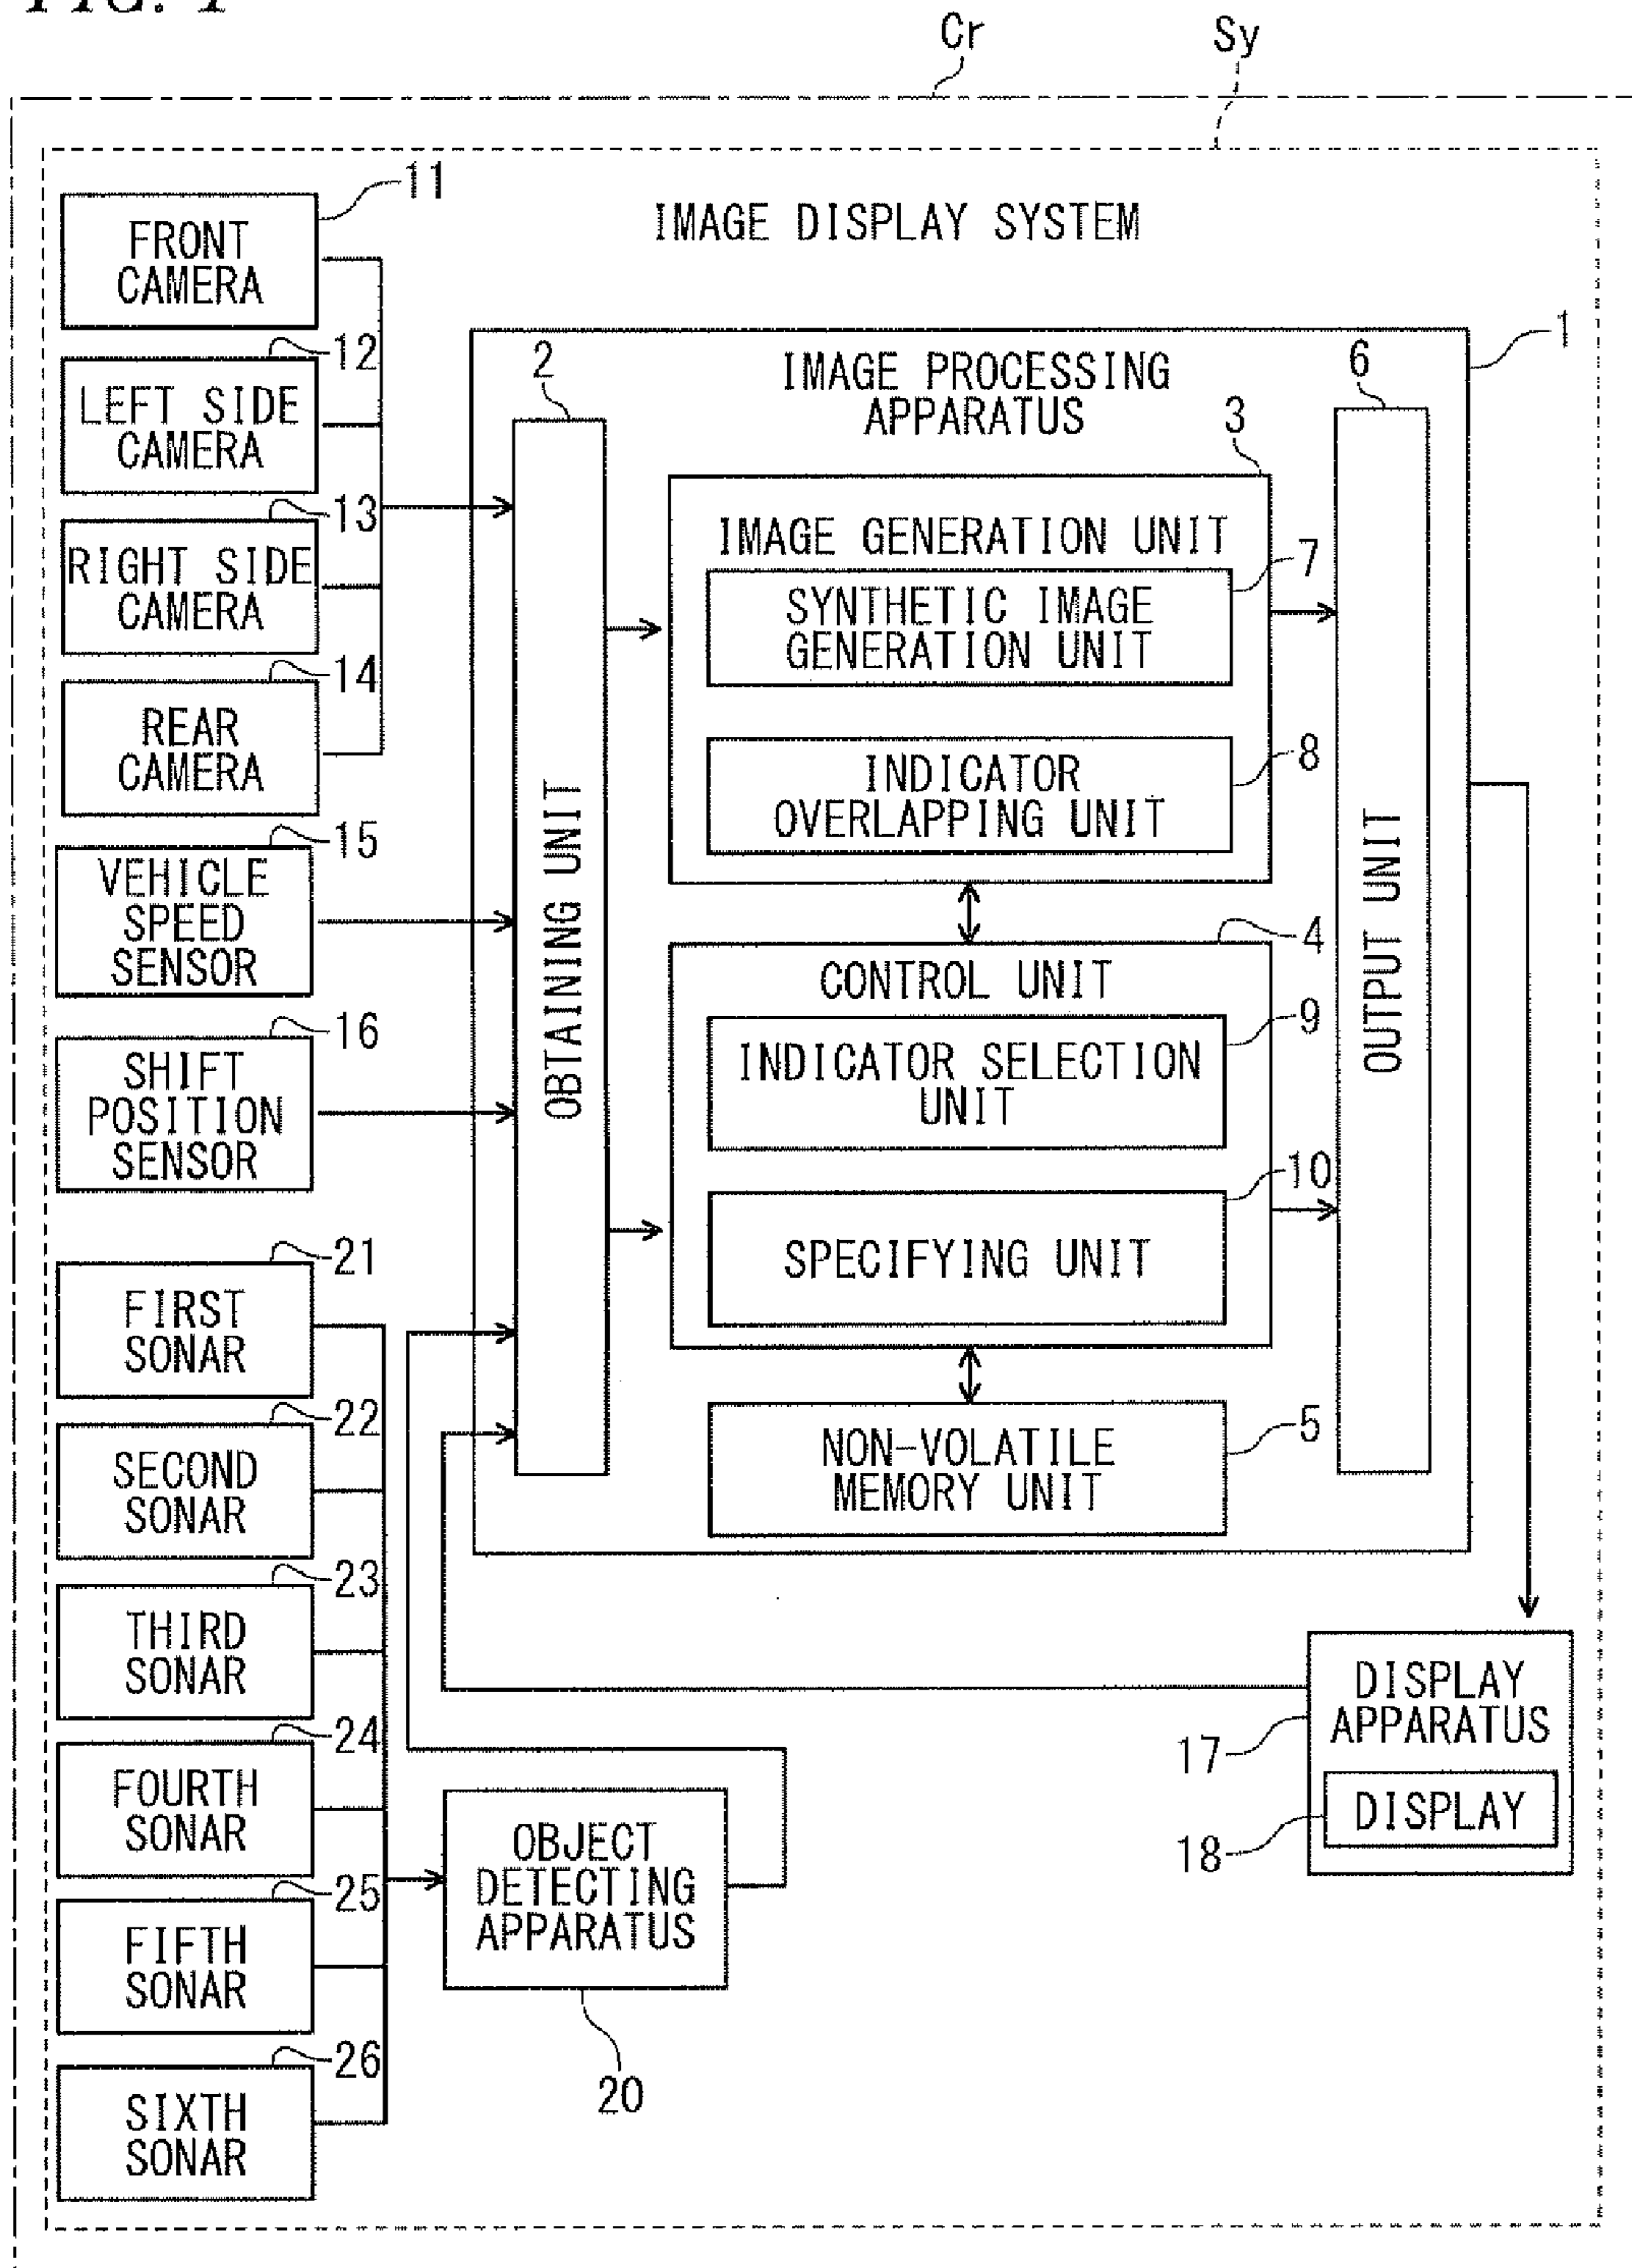 FIG. 1
Cr
Sy
11
FRONT
CAMERA
IMAGE DISPLAY SYSTEM
12
LEFT SIDE
CAMERA
13
RIGHT SIDE
CAMERA
14
REAR
CAMERA
15
VEHICLE
SPEED
SENSOR
16
SHIFT
POSITION
SENSOR
1
2
IMAGE PROCESSING
APPARATUS
6
3
OBTAINING UNIT
IMAGE GENERATION UNIT
7
SYNTHETIC IMAGE
GENERATION UNIT
8
INDICATOR
OVERLAPPING UNIT
4
CONTROL UNIT
9
INDICATOR SELECTION
UNIT
10
SPECIFYING UNIT
5
NON-VOLATILE
MEMORY UNIT
OUTPUT UNIT
21
FIRST
SONAR
22
SECOND
SONAR
23
THIRD
SONAR
24
FOURTH
SONAR
25
FIFTH
SONAR
26
SIXTH
SONAR
OBJECT
DETECTING
APPARATUS
20
DISPLAY
APPARATUS
17
DISPLAY
18